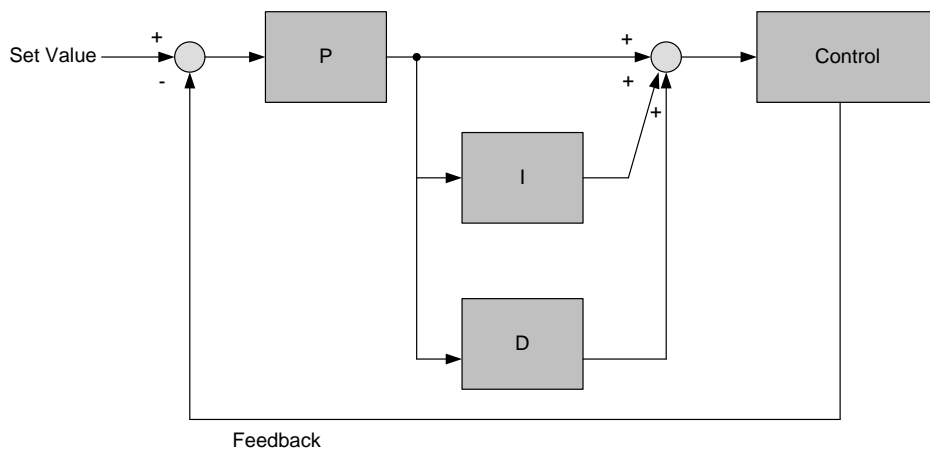 +
Set Value
-
P
+
+
+
Control
I
D
Feedback